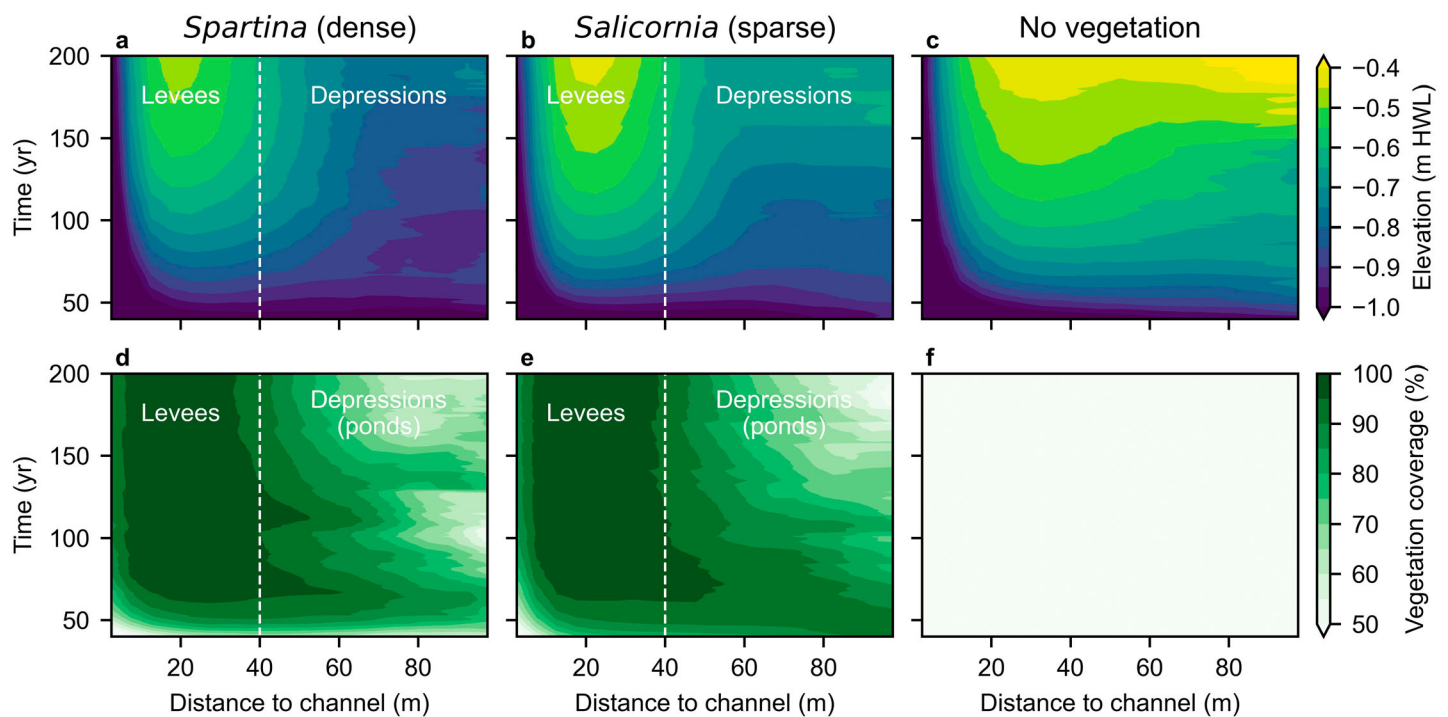 Spartina (dense)
Salicornia (sparse)
No vegetation
a
b
c
200
150
100
50
Time (yr)
Levees
Depressions
Levees
Depressions
−0.4
−0.5
−0.6
−0.7
−0.8
−0.9
−1.0
Elevation (m HWL)
d
e
f
200
150
100
50
Time (yr)
Levees
Depressions
(ponds)
Levees
Depressions
(ponds)
100
90
80
70
60
50
Vegetation coverage (%)
20 40 60 80
20 40 60 80
20 40 60 80
Distance to channel (m)
Distance to channel (m)
Distance to channel (m)